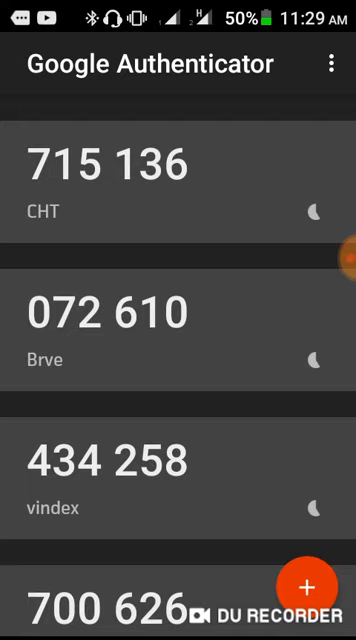 50% 11:29 AM
Google Authenticator
715 136
CHT
072 610
Brve
434 258
vindex
700 626
DU RECORDER